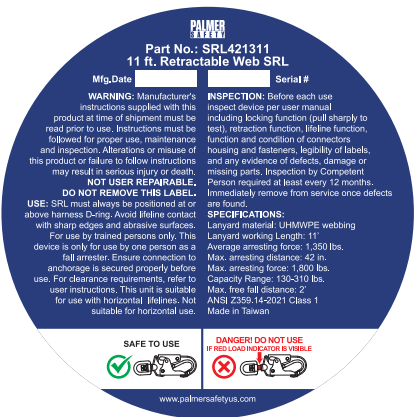 PALMER
SAFETY
Part No.: SRL421311
11 ft. Retractable Web SRL
Mfg.Date
Serial #
WARNING: Manufacturer's
instructions supplied with this
product at time of shipment must be
read prior to use. Instructions must be
followed for proper use, maintenance
and inspection. Alterations or misuse of
this product or failure to follow instructions
may result in serious injury or death.
NOT USER REPAIRABLE,
DO NOT REMOVE THIS LABEL.
USE: SRL must always be positioned at or
above harness D-ring. Avoid lifeline contact
with sharp edges and abrasive surfaces.
For use by trained persons only. This
device is only for use by one person as a
fall arrester. Ensure connection to
anchorage is secured properly before
use. For clearance requirements, refer to
user instructions. This unit is suitable
for use with horizontal lifelines. Not
suitable for horizontal use.
INSPECTION: Before each use
inspect device per user manual
including locking function (pull sharply to
test), retraction function, lifeline function,
function and condition of connectors
housing and fasteners, legibility of labels,
and any evidence of defects, damage or
missing parts. Inspection by Competent
Person required at least every 12 months.
Immediately remove from service once defects
are found.
SPECIFICATIONS:
Lanyard material: UHMWPE webbing
Lanyard working Length: 11'
Average arresting force: 1,350 lbs.
Max. arresting distance: 42 in.
Max. arresting force: 1,800 lbs.
Capacity Range: 130-310 lbs.
Max. free fall distance: 2'
ANSI Z359.14-2021 Class 1
Made in Taiwan
SAFE TO USE
DANGER! DO NOT USE
IF RED LOAD INDICATOR IS VISIBLE
www.palmersafetyus.com